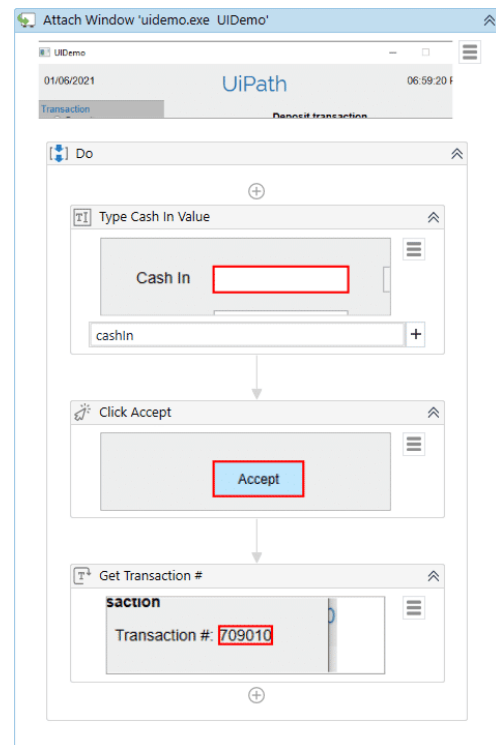 Attach Window 'uidemo.exe UIDemo'
UIDemo
01/06/2021
UiPath
06:59:20
Transaction
Deposit transaction
Do
Type Cash In Value
Cash In
cashIn
Click Accept
Accept
Get Transaction #
saction
Transaction #: 709010